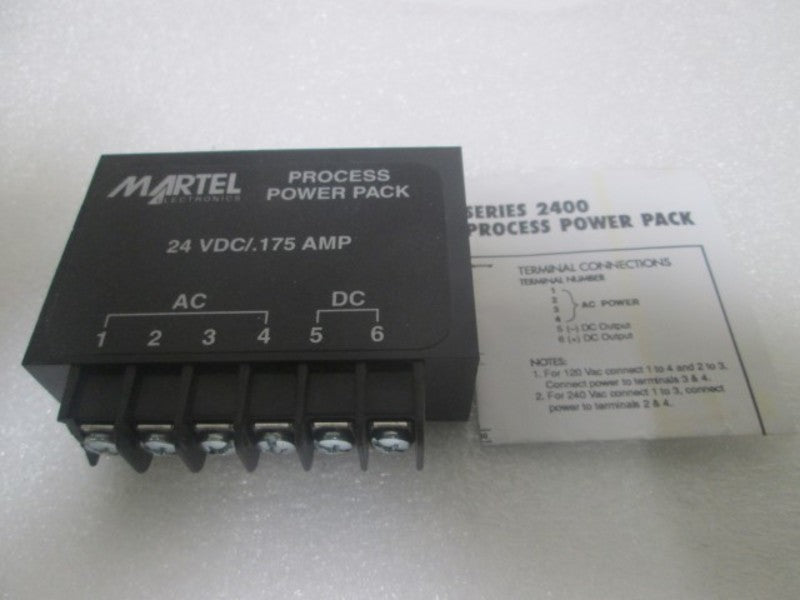 MARTEL
ELECTRONICS
PROCESS
POWER PACK
24 VDC/.175 AMP
AC
DC
1 2 3 4 5 6
SERIES 2400
PROCESS POWER PACK
TERMINAL CONNECTIONS
TERMINAL NUMBER
1
2
3
4
AC POWER
5 (-) DC Output
6 (+) DC Output
NOTES:
1. For 120 Vac connect 1 to 4 and 2 to 3.
Connect power to terminals 3 & 4.
2. For 240 Vac connect 1 to 3, connect
power to terminals 2 & 4.